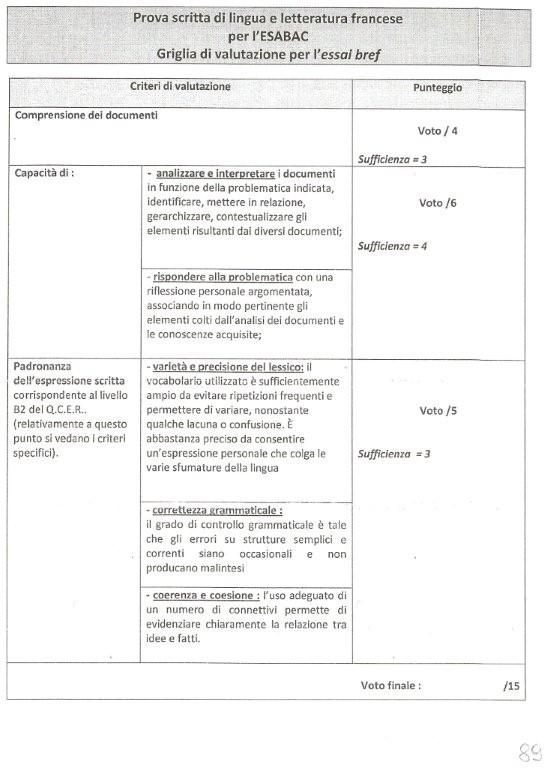 Prova scritta di lingua e letteratura francese
per l'ESABAC
Griglia di valutazione per l'essai bref
Criteri di valutazione
Punteggio
Comprensione dei documenti
Voto / 4
Sufficienza = 3
Capacità di :
- analizzare e interpretare i documenti
in funzione della problematica indicata,
identificare, mettere in relazione,
gerarchizzare, contestualizzare gli
elementi risultanti dai diversi documenti;
Voto /6
Sufficienza = 4
- rispondere alla problematica con una
riflessione personale argomentata,
associando in modo pertinente gli
elementi colti dall'analisi dei documenti e
le conoscenze acquisite;
Padronanza
dell'espressione scritta
corrispondente al livello
B2 del Q.C.E.R..
(relativamente a questo
punto si vedano i criteri
specifici).
- varietà e precisione del lessico: il
vocabolario utilizzato è sufficientemente
ampio da evitare ripetizioni frequenti e
permettere di variare, nonostante
qualche lacuna o confusione. È
abbastanza preciso da consentire
un'espressione personale che colga le
varie sfumature della lingua
Voto /5
Sufficienza = 3
- correttezza grammaticale :
il grado di controllo grammaticale è tale
che gli errori su strutture semplici e
correnti siano occasionali e non
producano malintesi
- coerenza e coesione : l'uso adeguato di
un numero di connettivi permette di
evidenziare chiaramente la relazione tra
idee e fatti.
Voto finale : /15
89